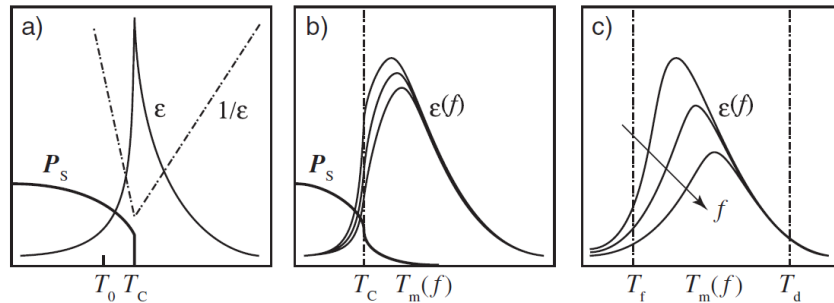 a)
ε
1/ε
P_S
T_0 T_C
b)
ε(f)
P_S
T_C T_m(f)
c)
ε(f)
f
T_f T_m(f) T_d